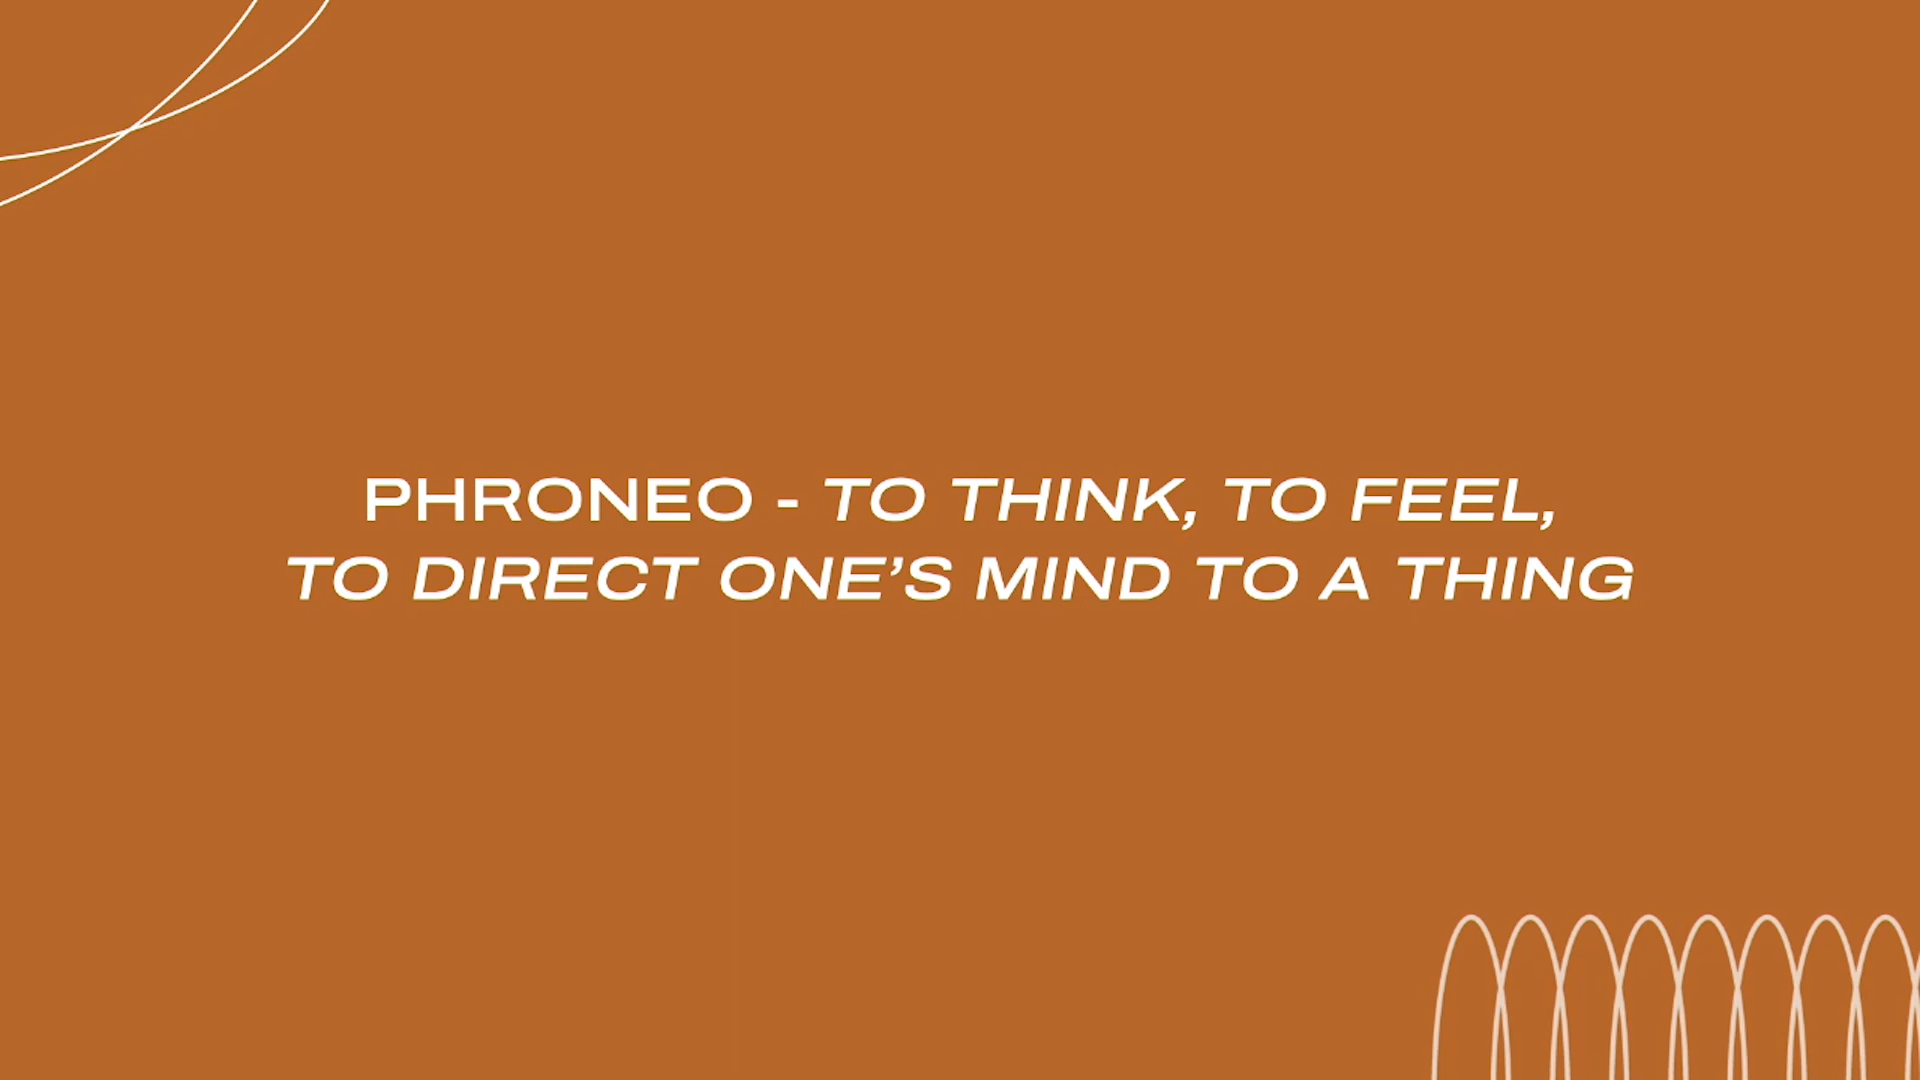 PHRONEO - TO THINK, TO FEEL,
TO DIRECT ONE’S MIND TO A THING